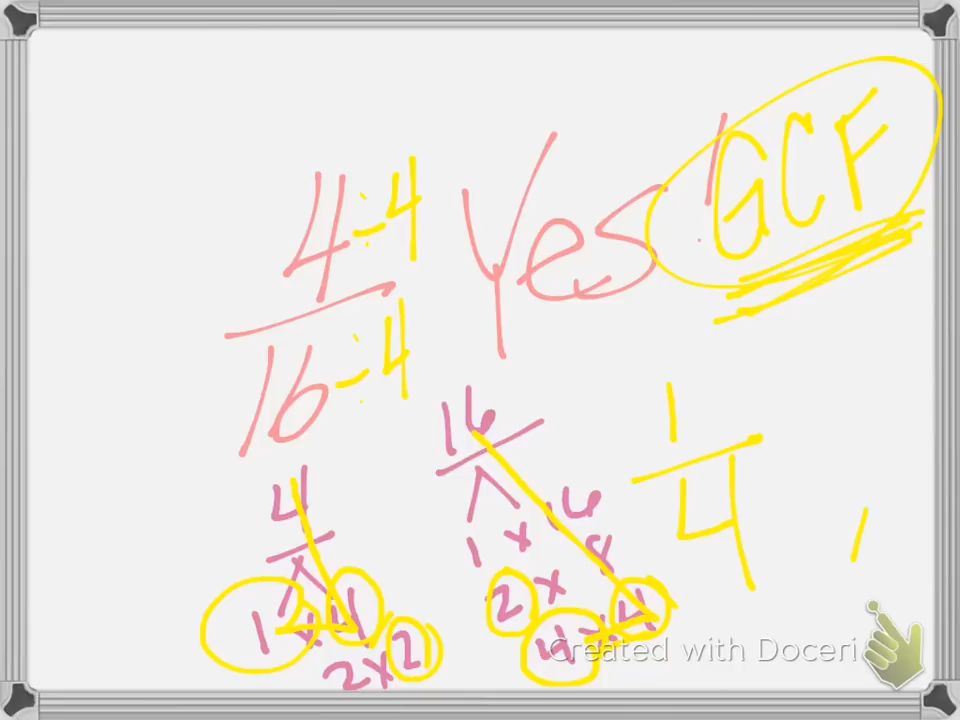 4 ÷ 4 Yes! GCF
16 ÷ 4
4
1 x 4
2 x 2
16
1 x 16
2 x 8
4 x 4
1
4
Created with Doceri